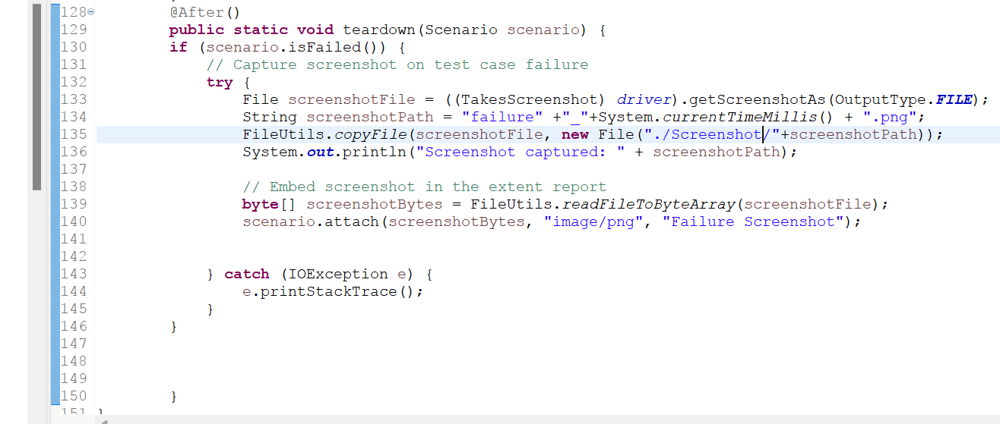 128 @After()
129 public static void teardown(Scenario scenario) {
130 if (scenario.isFailed()) {
131 // Capture screenshot on test case failure
132 try {
133 File screenshotFile = ((TakesScreenshot) driver).getScreenshotAs(OutputType.FILE);
134 String screenshotPath = "failure" +"_"+System.currentTimeMillis() + ".png";
135 FileUtils.copyFile(screenshotFile, new File("./Screenshot/"+screenshotPath));
136 System.out.println("Screenshot captured: " + screenshotPath);
137
138 // Embed screenshot in the extent report
139 byte[] screenshotBytes = FileUtils.readFileToByteArray(screenshotFile);
140 scenario.attach(screenshotBytes, "image/png", "Failure Screenshot");
141
142
143 } catch (IOException e) {
144 e.printStackTrace();
145 }
146 }
147
148
149
150 }
151 }